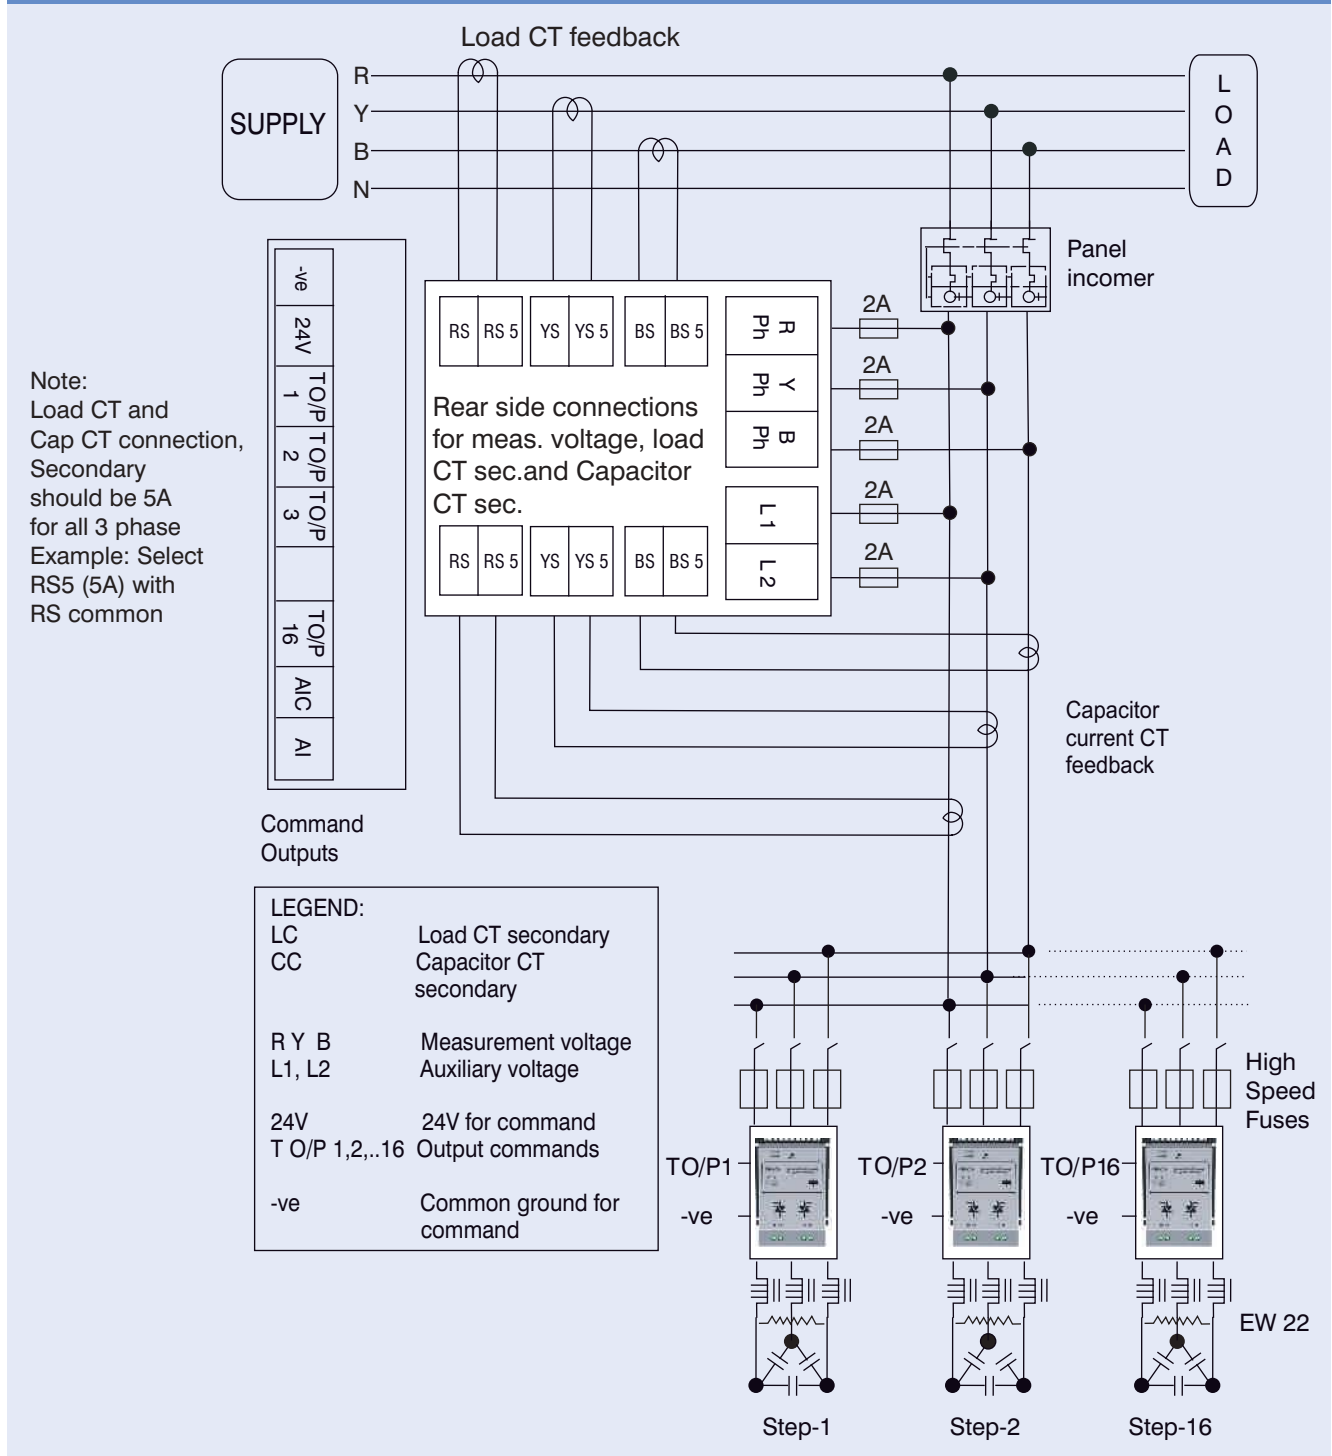 Load CT feedback
R
Y
B
N
SUPPLY
L
O
A
D
Panel
incomer
-ve
24V
TO/P
1
TO/P
2
TO/P
3
TO/P
16
AIC
AI
Command
Outputs
Note:
Load CT and
Cap CT connection,
Secondary
should be 5A
for all 3 phase
Example: Select
RS5 (5A) with
RS common
RS RS 5 YS YS 5 BS BS 5
R
Ph
Y
Ph
B
Ph
L1
L2
Rear side connections
for meas. voltage, load
CT sec.and Capacitor
CT sec.
RS RS 5 YS YS 5 BS BS 5
2A
2A
2A
2A
2A
Capacitor
current CT
feedback
LEGEND:
LC Load CT secondary
CC Capacitor CT
secondary
R Y B Measurement voltage
L1, L2 Auxiliary voltage
24V 24V for command
T O/P 1,2,..16 Output commands
-ve Common ground for
command
High
Speed
Fuses
TO/P1
-ve
TO/P2
-ve
TO/P16
-ve
EW 22
Step-1 Step-2 Step-16